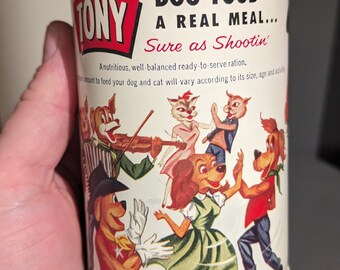 TONY
DOG FOOD
A REAL MEAL...
Sure as Shootin'
A nutritious, well-balanced ready-to-serve ration.
amount to feed your dog and cat will vary according to its size, age and